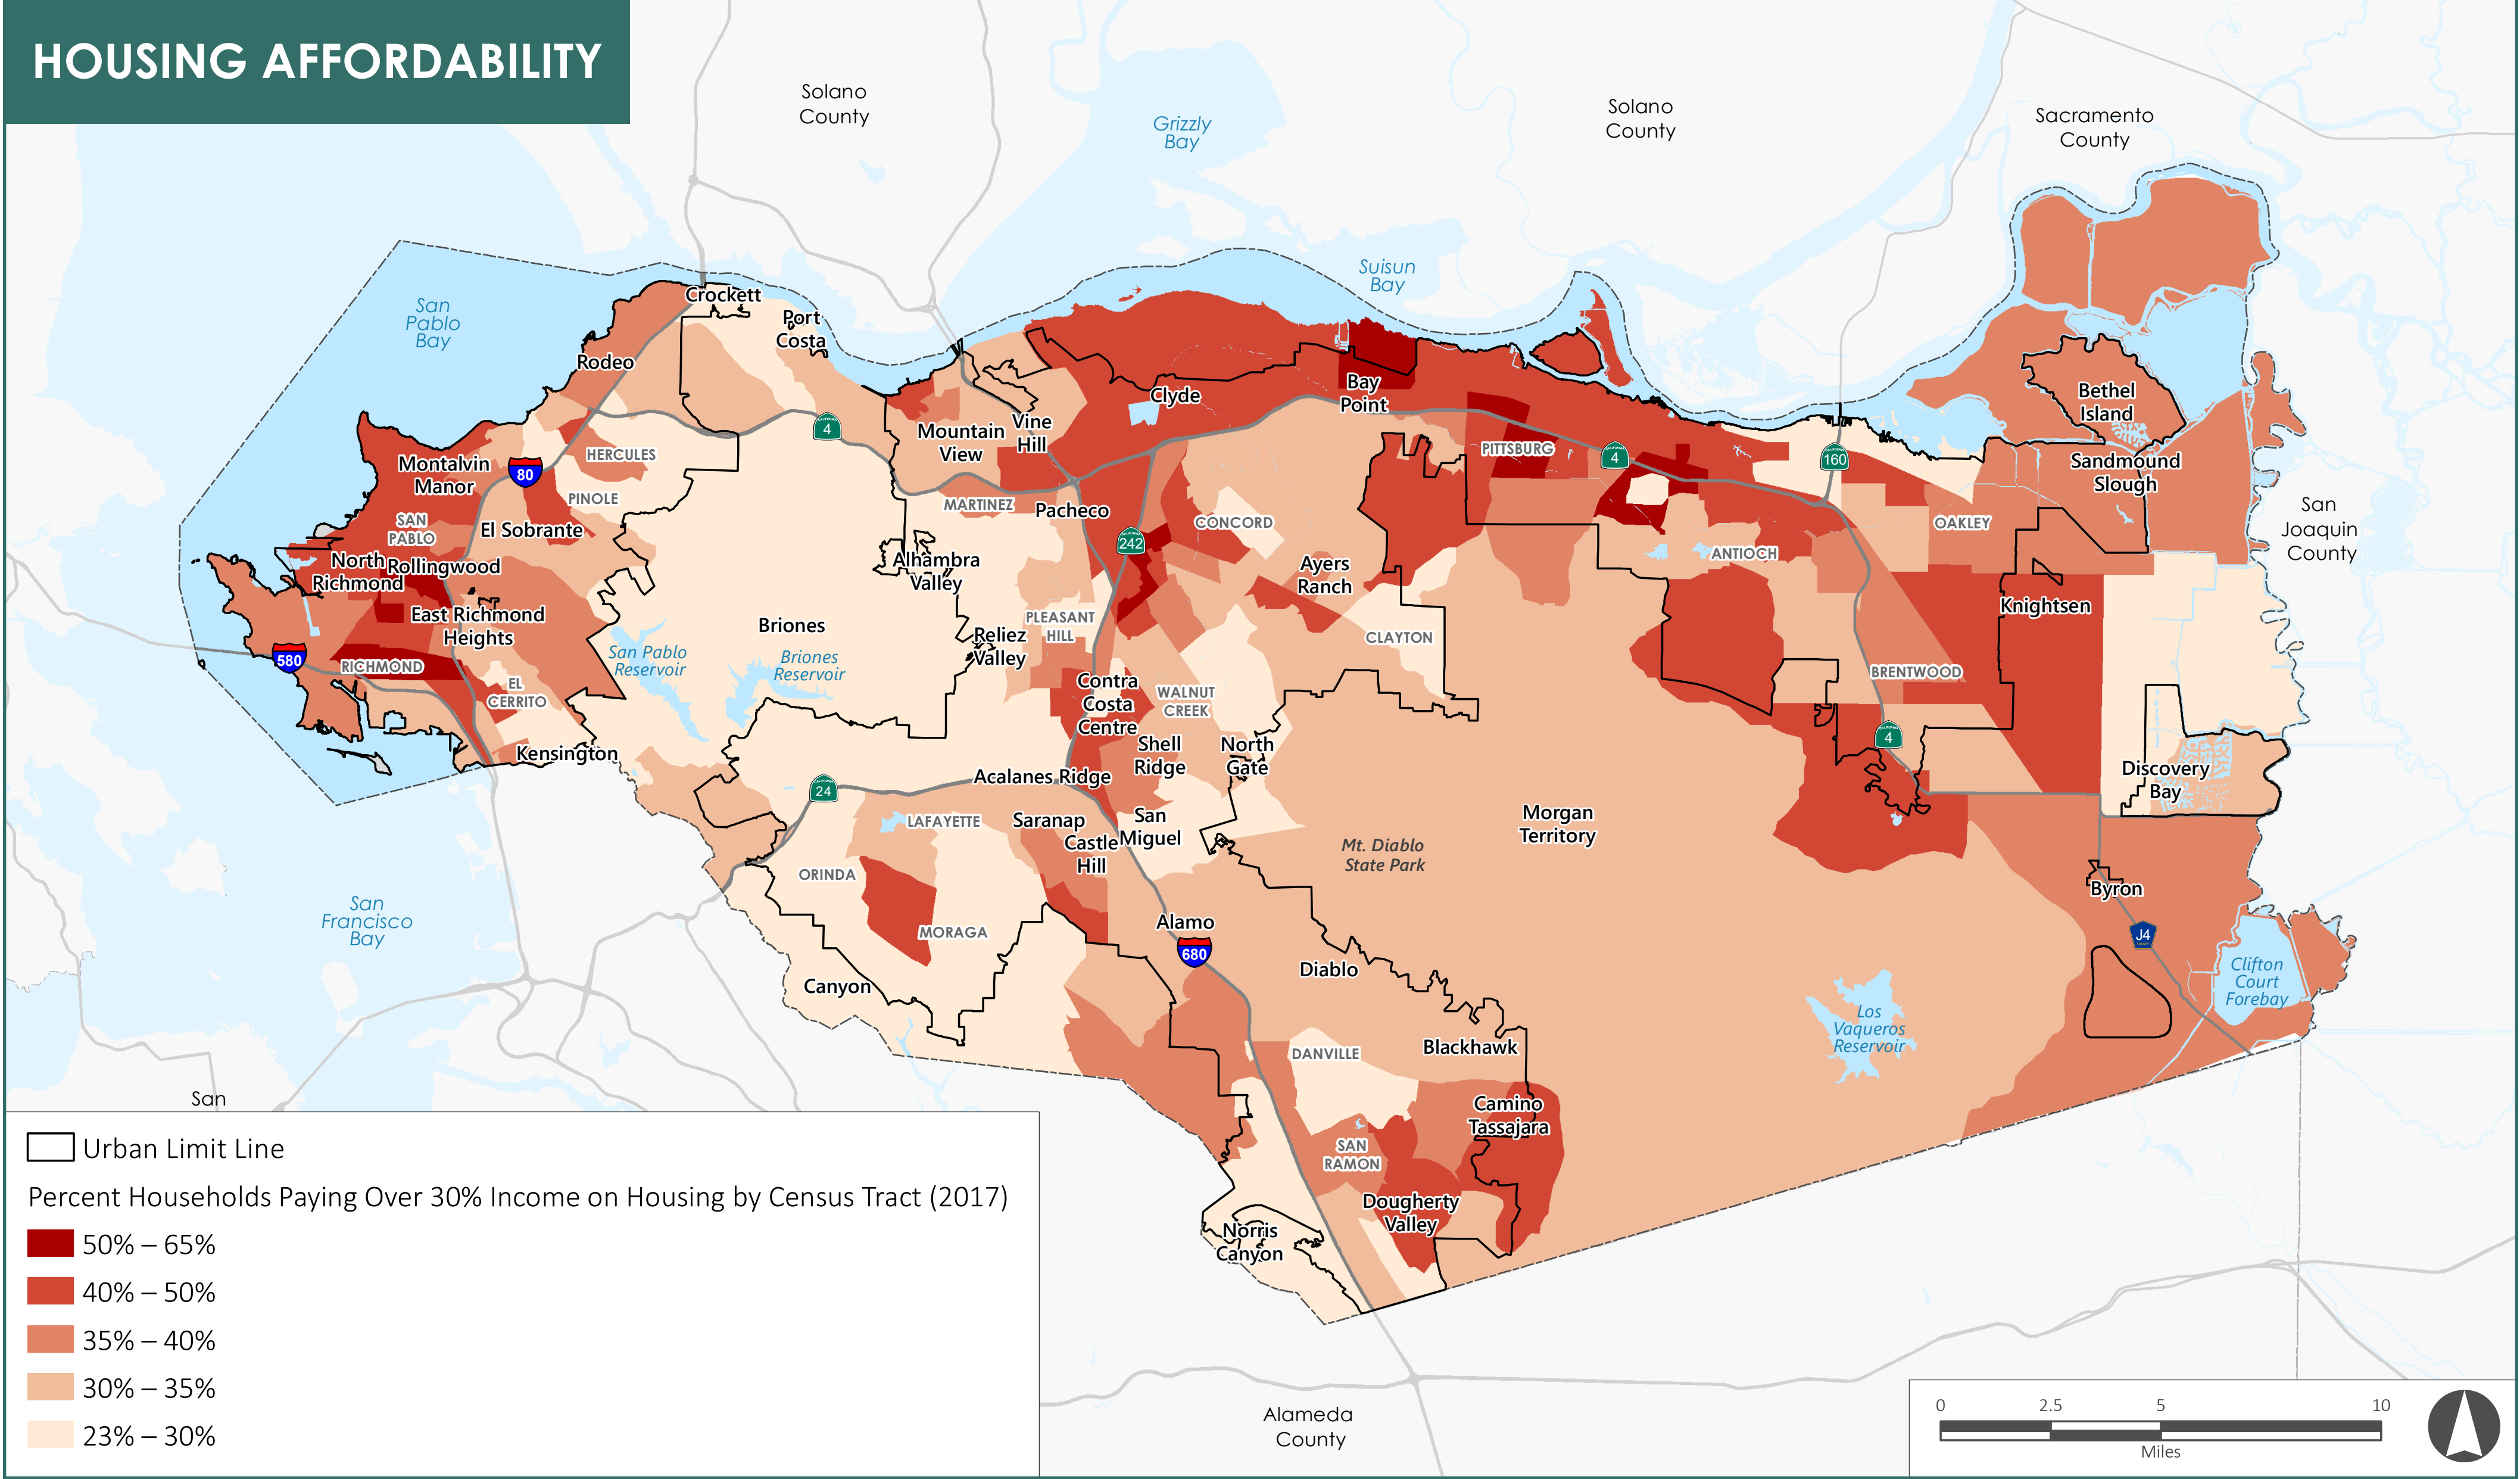 HOUSING AFFORDABILITY
Solano
County
Grizzly
Bay
Solano
County
Sacramento
County
San
Pablo
Bay
Suisun
Bay
Crockett
Port
Costa
Rodeo
Clyde
Bay
Point
Bethel
Island
4
Mountain
View
Vine
Hill
HERCULES
80
Montalvin
Manor
PINOLE
PITTSBURG
4
160
Sandmound
Slough
MARTINEZ
Pacheco
SAN
PABLO
El Sobrante
CONCORD
OAKLEY
San
Joaquin
County
242
ANTIOCH
North
Richmond
Rollingwood
Alhambra
Valley
Ayers
Ranch
East Richmond
Heights
Briones
PLEASANT
HILL
Reliez
Valley
CLAYTON
Knightsen
580
RICHMOND
San Pablo
Reservoir
Briones
Reservoir
EL
CERRITO
Contra
Costa
Centre
WALNUT
CREEK
BRENTWOOD
Kensington
Shell
Ridge
North
Gate
4
Acalanes Ridge
Discovery
Bay
24
LAFAYETTE
Saranap
Castle
Hill
San
Miguel
Morgan
Territory
Mt. Diablo
State Park
ORINDA
Byron
San
Francisco
Bay
MORAGA
Alamo
680
J4
COUNTY
Diablo
Canyon
Clifton
Court
Forebay
Los
Vaqueros
Reservoir
DANVILLE
Blackhawk
San
Camino
Tassajara
SAN
RAMON
Dougherty
Valley
Norris
Canyon
Alameda
County
Urban Limit Line
Percent Households Paying Over 30% Income on Housing by Census Tract (2017)
50% – 65%
40% – 50%
35% – 40%
30% – 35%
23% – 30%
0 2.5 5 10
Miles